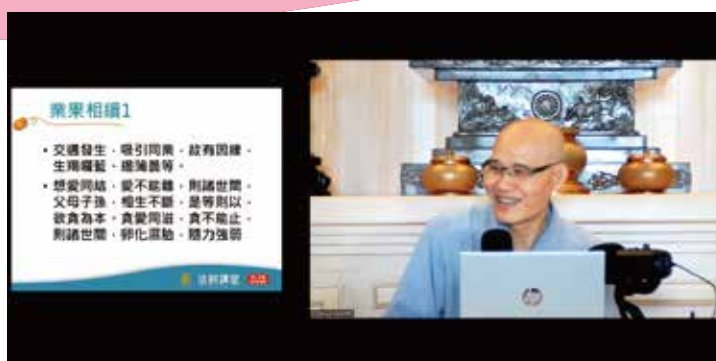 業果相續1
• 交遘發生，吸引同業，故有因緣，
生羯囉藍，遏蒲曇等。
• 想愛同結，愛不能離，則諸世間，
父母子孫，相生不斷，是等則以，
欲貪為本。貪愛同滋，貪不能止，
則諸世間，卵化濕胎，隨力強弱
hp